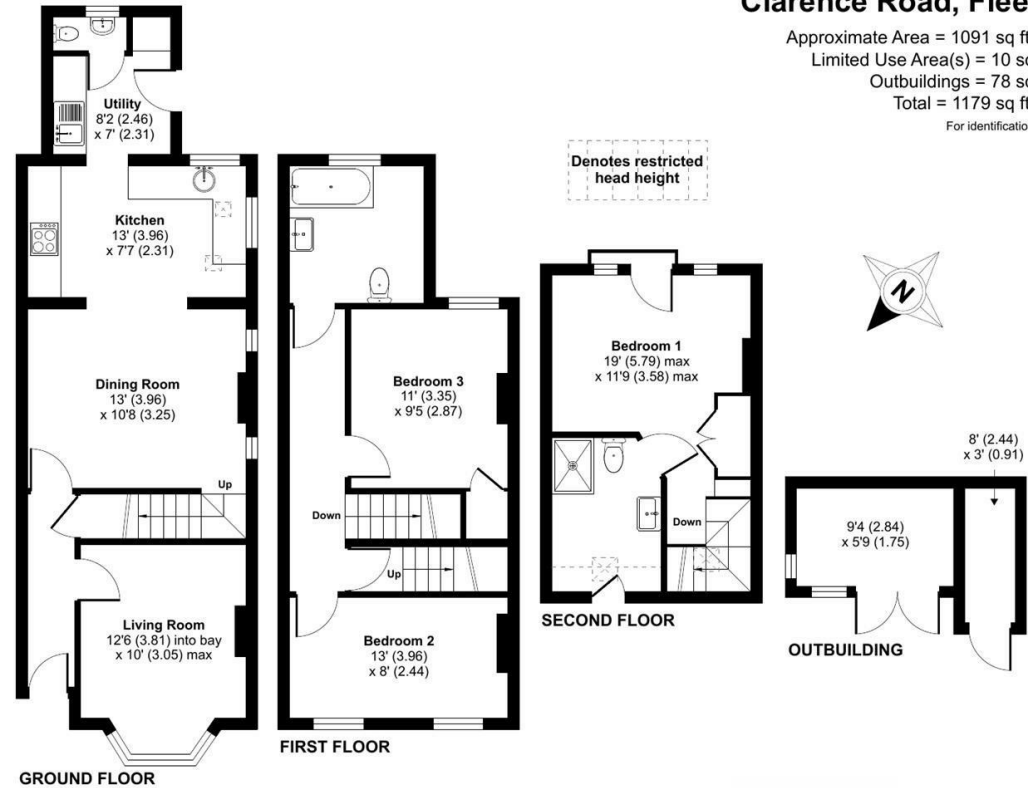 Clarence Road, Flee
Approximate Area = 1091 sq ft
Limited Use Area(s) = 10 sq
Outbuildings = 78 sq
Total = 1179 sq ft
For identification
Utility
8'2 (2.46)
x 7' (2.31)
Kitchen
13' (3.96)
x 7'7 (2.31)
Dining Room
13' (3.96)
x 10'8 (3.25)
Up
Living Room
12'6 (3.81) into bay
x 10' (3.05) max
GROUND FLOOR
Bedroom 3
11' (3.35)
x 9'5 (2.87)
Down
Up
Bedroom 2
13' (3.96)
x 8' (2.44)
FIRST FLOOR
Denotes restricted
head height
Bedroom 1
19' (5.79) max
x 11'9 (3.58) max
Down
SECOND FLOOR
N
8' (2.44)
x 3' (0.91)
9'4 (2.84)
x 5'9 (1.75)
OUTBUILDING